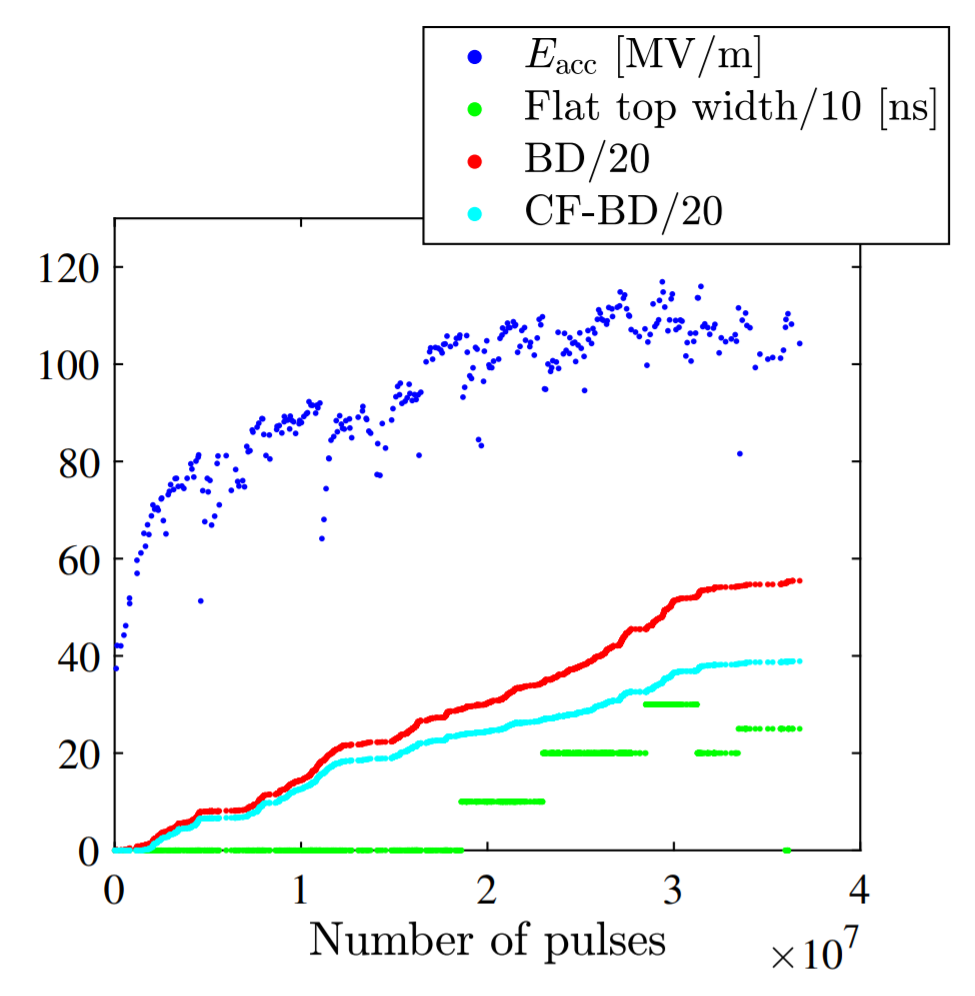 E_acc [MV/m]
Flat top width/10 [ns]
BD/20
CF-BD/20
120
100
80
60
40
20
0
0 1 2 3 4
Number of pulses
×10^7